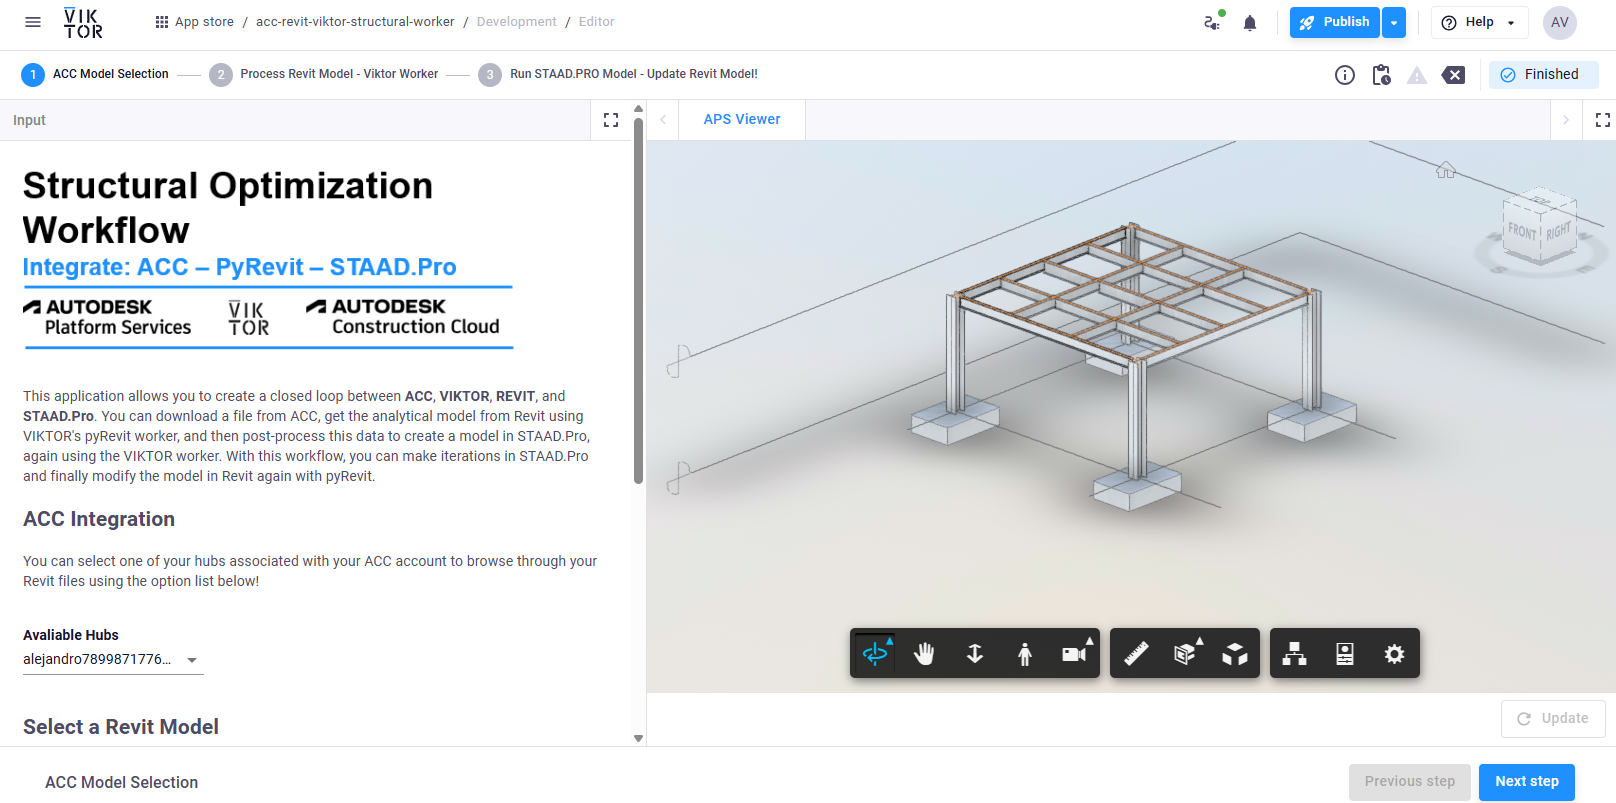 VIKTOR
App store / acc-revit-viktor-structural-worker / Development / Editor
Publish
Help
AV
1 ACC Model Selection
2 Process Revit Model - Viktor Worker
3 Run STAAD.PRO Model - Update Revit Model!
Finished
Input
APS Viewer
Structural Optimization
Workflow
Integrate: ACC – PyRevit – STAAD.Pro
AUTODESK
Platform Services
VIKTOR
AUTODESK
Construction Cloud
This application allows you to create a closed loop between ACC, VIKTOR, REVIT, and
STAAD.Pro. You can download a file from ACC, get the analytical model from Revit using
VIKTOR's pyRevit worker, and then post-process this data to create a model in STAAD.Pro,
again using the VIKTOR worker. With this workflow, you can make iterations in STAAD.Pro
and finally modify the model in Revit again with pyRevit.
ACC Integration
You can select one of your hubs associated with your ACC account to browse through your
Revit files using the option list below!
Avaliable Hubs
alejandro7899871776...
Select a Revit Model
FRONT
RIGHT
Update
ACC Model Selection
Previous step
Next step